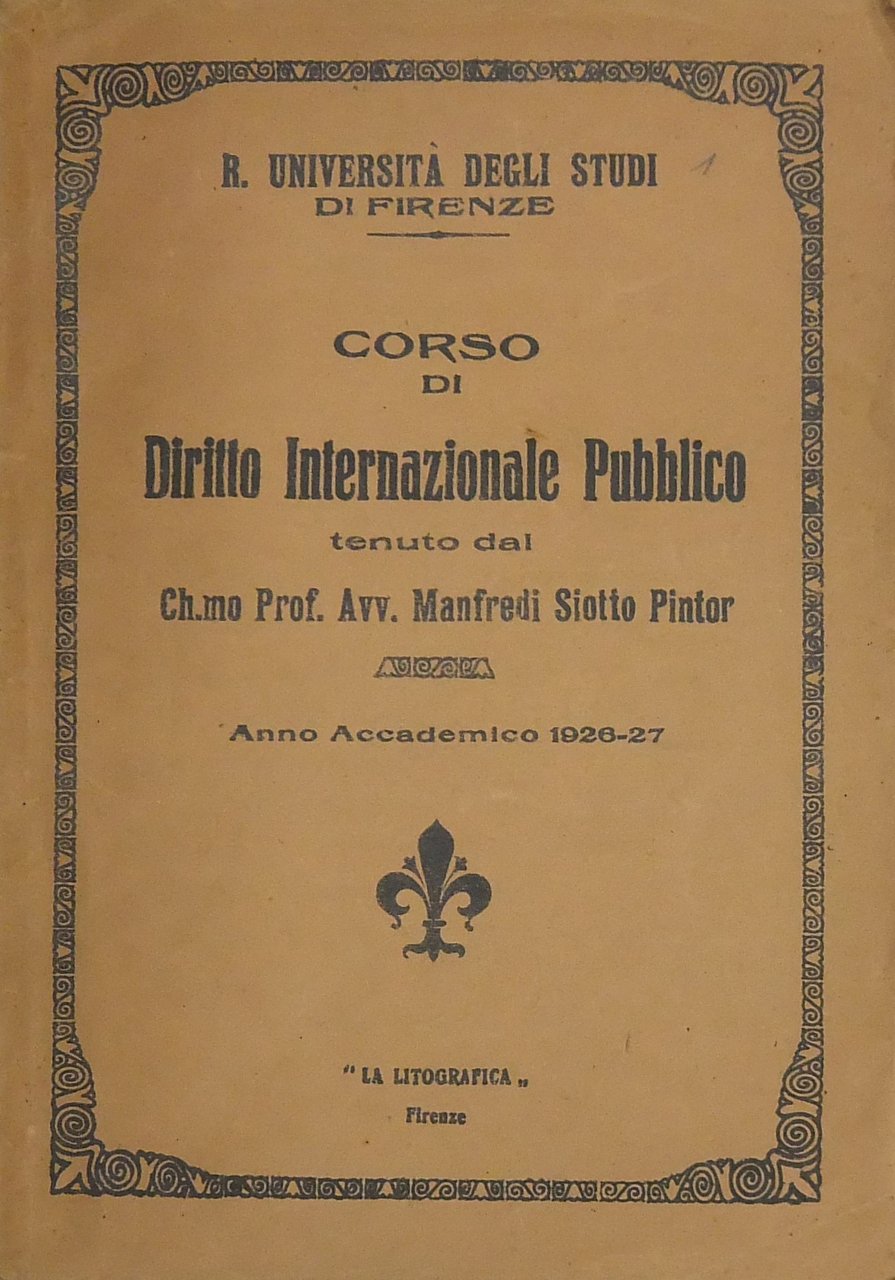 R. UNIVERSITÀ DEGLI STUDI
1
DI FIRENZE
CORSO
DI
Diritto Internazionale Pubblico
tenuto dal
Ch.mo Prof. Avv. Manfredi Siotto Pintor
Anno Accademico 1926-27
" LA LITOGRAFICA „
Firenze